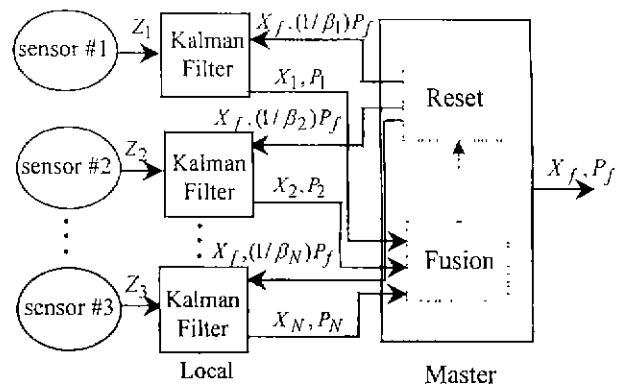 sensor #1
Z1
Kalman
Filter
Xf, (1/β1)Pf
X1, P1
Xf, (1/β2)Pf
sensor #2
Z2
Kalman
Filter
X2, P2
Xf, (1/βN)Pf
sensor #3
Z3
Kalman
Filter
XN, PN
Local
Reset
Fusion
Master
Xf, Pf